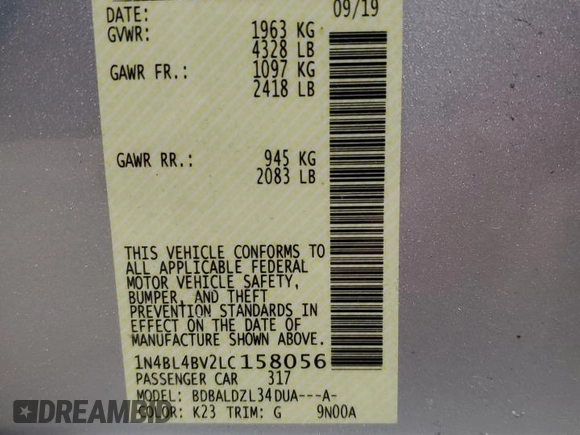 DATE: 09/19
GVWR: 1963 KG
4328 LB
GAWR FR.: 1097 KG
2418 LB
GAWR RR.: 945 KG
2083 LB
THIS VEHICLE CONFORMS TO
ALL APPLICABLE FEDERAL
MOTOR VEHICLE SAFETY,
BUMPER, AND THEFT
PREVENTION STANDARDS IN
EFFECT ON THE DATE OF
MANUFACTURE SHOWN ABOVE.
1N4BL4BV2LC158056
PASSENGER CAR 317
MODEL: BDBALDZL34DUA---A-
COLOR: K23 TRIM: G 9N00A
DREAMBID